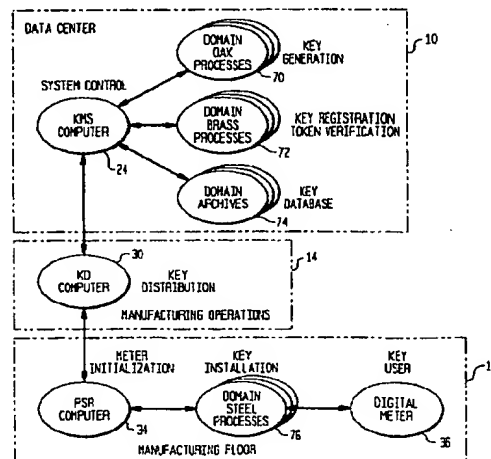 DATA CENTER
10
DOMAIN
OAK
PROCESSES
KEY
GENERATION
70
SYSTEM CONTROL
KMS
COMPUTER
24
DOMAIN
BRASS
PROCESSES
KEY REGISTRATION
TOKEN VERIFICATION
72
DOMAIN
ARCHIVES
KEY
DATABASE
74
30
14
KD
COMPUTER
KEY
DISTRIBUTION
MANUFACTURING OPERATIONS
METER
INITIALIZATION
KEY
INSTALLATION
KEY
USER
1
PSR
COMPUTER
34
DOMAIN
STEEL
PROCESSES
76
DIGITAL
METER
36
MANUFACTURING FLOOR